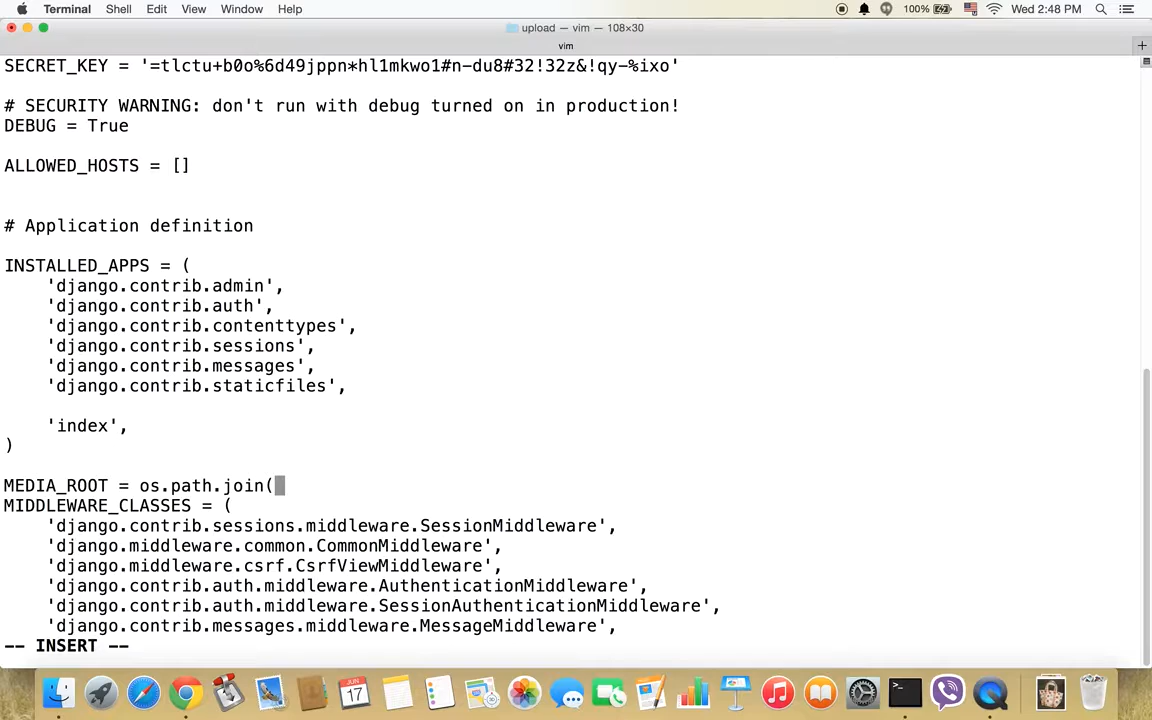 Terminal Shell Edit View Window Help 100% Wed 2:48 PM
upload — vim — 108×30
vim
SECRET_KEY = '=tlctu+b0o%6d49jppn*hl1mkwo1#n-du8#32!32z&!qy-%ixo'
# SECURITY WARNING: don't run with debug turned on in production!
DEBUG = True
ALLOWED_HOSTS = []
# Application definition
INSTALLED_APPS = (
    'django.contrib.admin',
    'django.contrib.auth',
    'django.contrib.contenttypes',
    'django.contrib.sessions',
    'django.contrib.messages',
    'django.contrib.staticfiles',
    'index',
)
MEDIA_ROOT = os.path.join(
MIDDLEWARE_CLASSES = (
    'django.contrib.sessions.middleware.SessionMiddleware',
    'django.middleware.common.CommonMiddleware',
    'django.middleware.csrf.CsrfViewMiddleware',
    'django.contrib.auth.middleware.AuthenticationMiddleware',
    'django.contrib.auth.middleware.SessionAuthenticationMiddleware',
    'django.contrib.messages.middleware.MessageMiddleware',
-- INSERT --
JUN
17